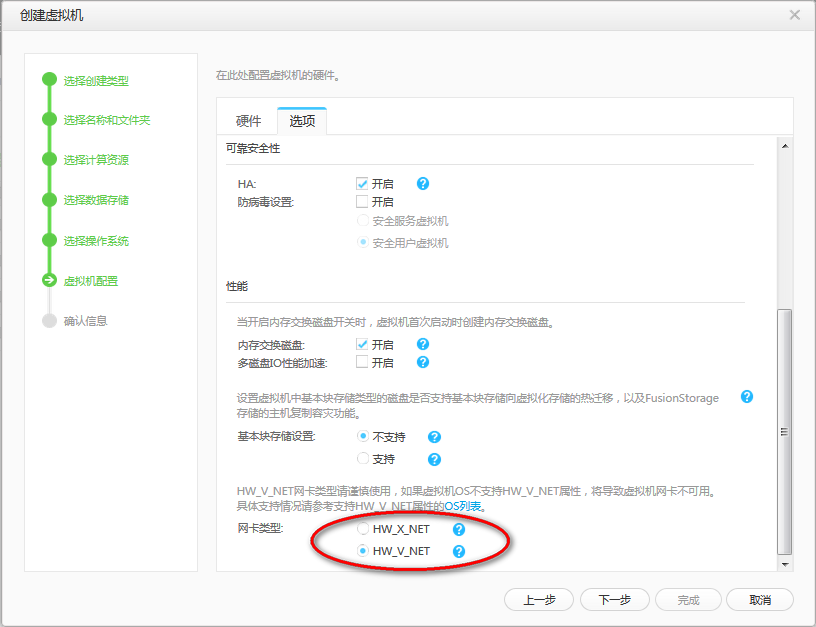 创建虚拟机
选择创建类型
选择名称和文件夹
选择计算资源
选择数据存储
选择操作系统
虚拟机配置
确认信息
在此处配置虚拟机的硬件。
硬件 选项
可靠安全性
HA: 开启
防病毒设置: 开启
安全服务虚拟机
安全用户虚拟机
性能
当开启内存交换磁盘开关时，虚拟机首次启动时创建内存交换磁盘。
内存交换磁盘: 开启
多磁盘IO性能加速: 开启
设置虚拟机中基本块存储类型的磁盘是否支持基本块存储向虚拟化存储的热迁移，以及FusionStorage
存储的主机复制容灾功能。
基本块存储设置: 不支持
支持
HW_V_NET网卡类型请谨慎使用，如果虚拟机OS不支持HW_V_NET属性，将导致虚拟机网卡不可用。
具体支持情况请参考支持HW_V_NET属性的OS列表。
网卡类型: HW_X_NET
HW_V_NET
上一步 下一步 完成 取消